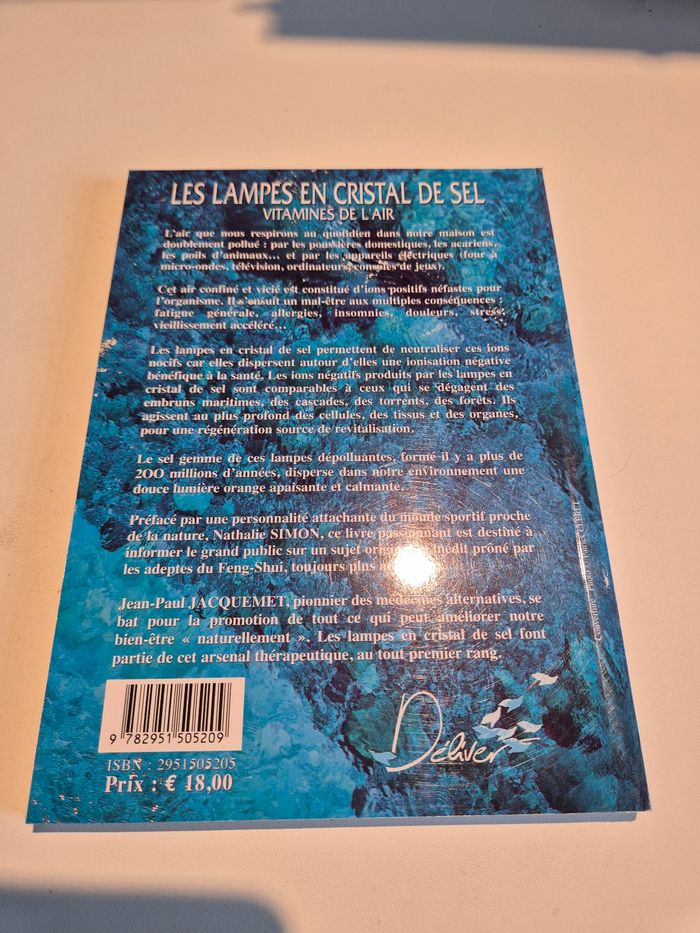 LES LAMPES EN CRISTAL DE SEL
VITAMINES DE L'AIR
L'air que nous respirons au quotidien dans notre maison est
doublement pollué : par les poussières domestiques, les acariens,
les poils d'animaux... et par les appareils électriques (four à
micro-ondes, télévision, ordinateurs, consoles de jeux).
Cet air confiné et vicié est constitué d'ions positifs néfastes pour
l'organisme. Il s'ensuit un mal-être aux multiples conséquences :
fatigue générale, allergies, insomnies, douleurs, stress,
vieillissement accéléré...
Les lampes en cristal de sel permettent de neutraliser ces ions
nocifs car elles dispersent autour d'elles une ionisation négative
bénéfique à la santé. Les ions négatifs produits par les lampes en
cristal de sel sont comparables à ceux qui se dégagent des
embruns maritimes, des cascades, des torrents, des forêts. Ils
agissent au plus profond des cellules, des tissus et des organes,
pour une régénération source de revitalisation.
Le sel gemme de ces lampes dépolluantes, formé il y a plus de
200 millions d'années, disperse dans notre environnement une
douce lumière orange apaisante et calmante.
Préfacé par une personnalité attachante du monde sportif proche
de la nature, Nathalie SIMON, ce livre passionnant est destiné à
informer le grand public sur un sujet inédit prôné par
les adeptes du Feng-Shui, toujours plus
Jean-Paul JACQUEMET, pionnier des médecines alternatives, se
bat pour la promotion de tout ce qui peut améliorer notre
bien-être « naturellement ». Les lampes en cristal de sel font
partie de cet arsenal thérapeutique, au tout premier rang.
9 782951 505209
ISBN : 2951505205
Prix : € 18,00
Déliver
Couverture